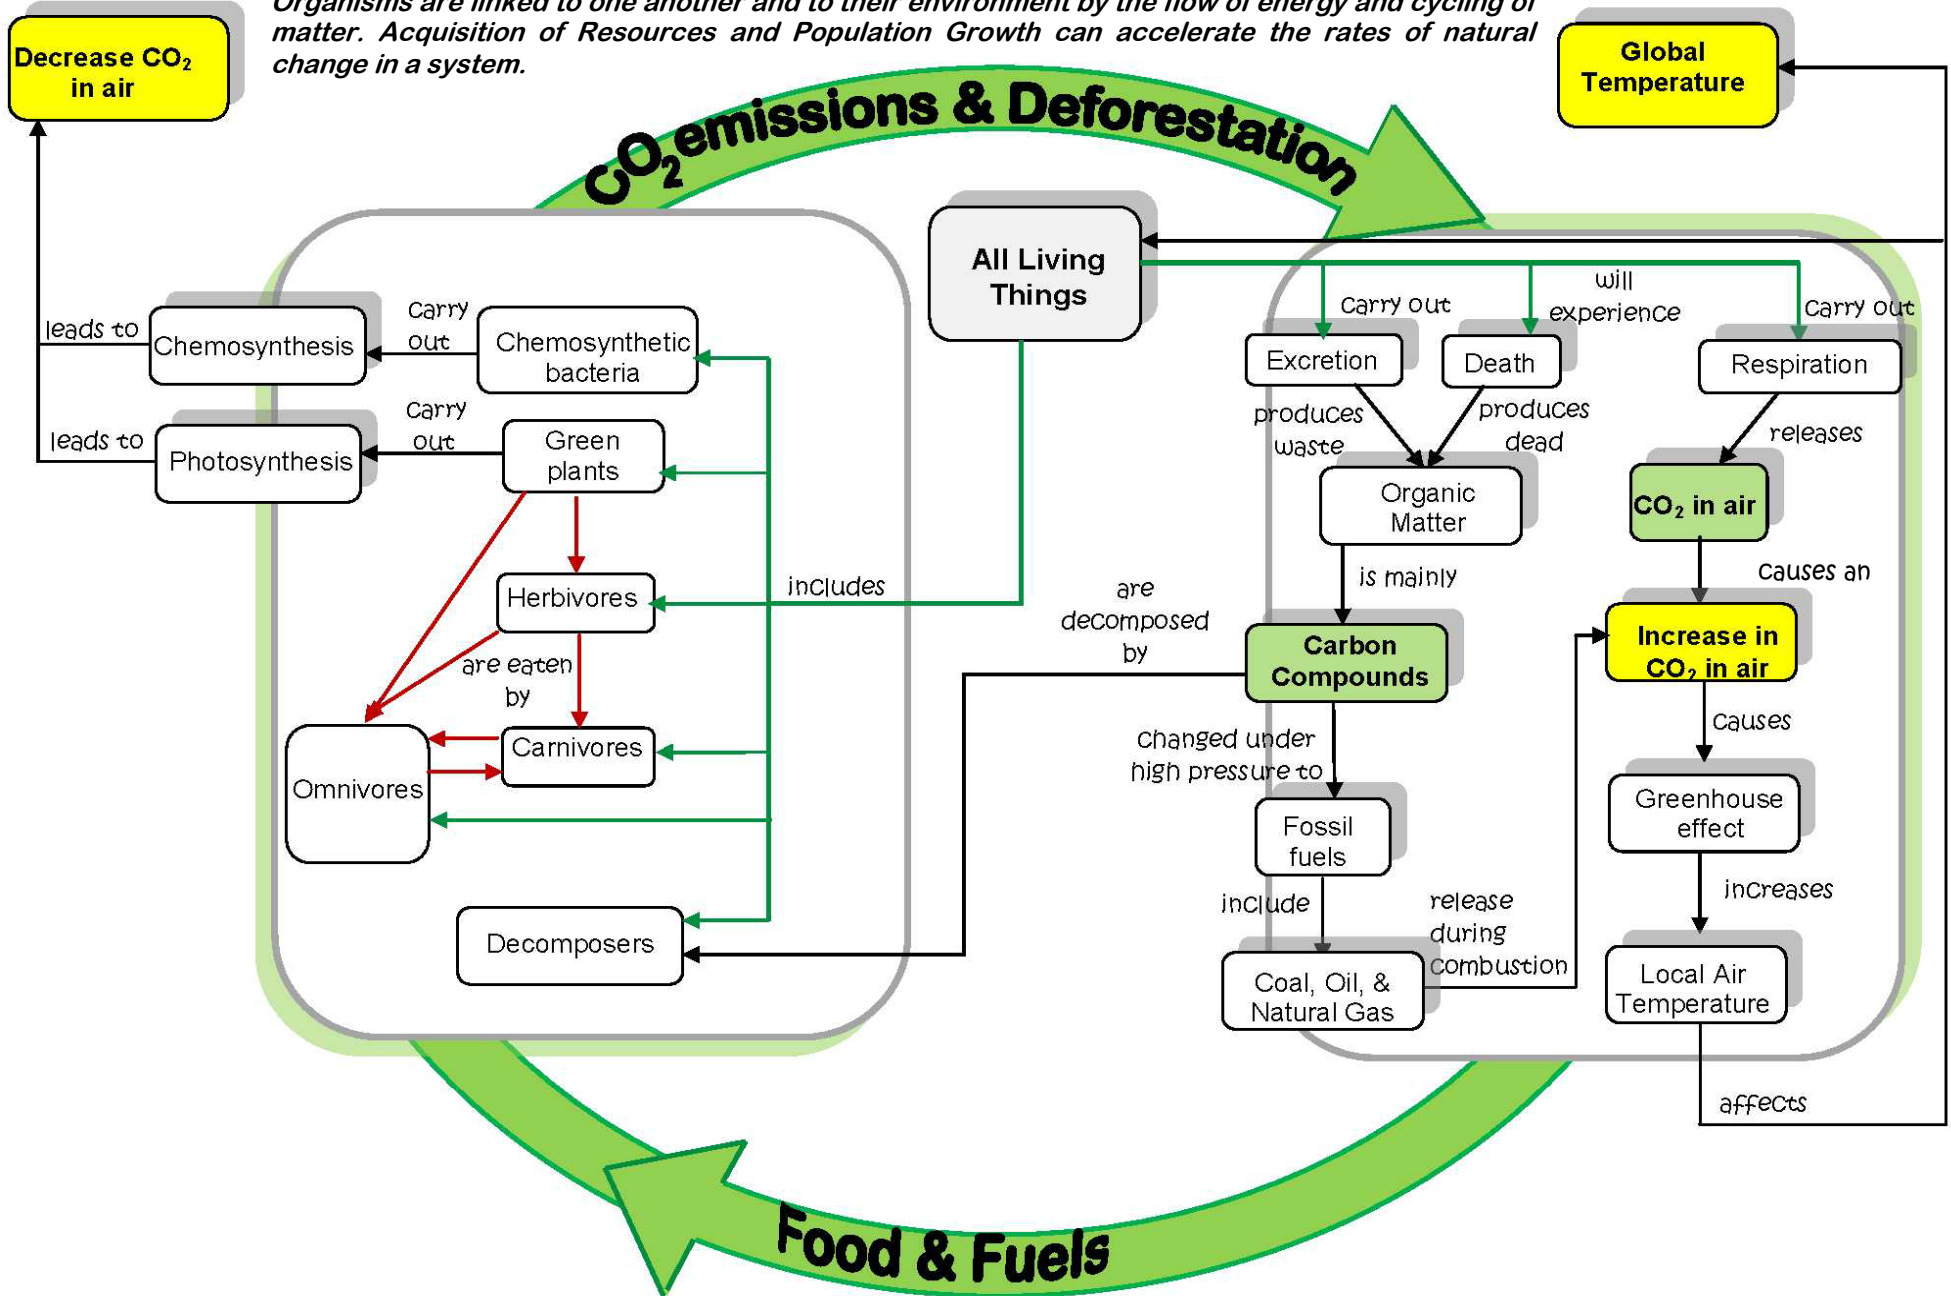 Organisms are linked to one another and to their environment by the flow of energy and cycling of
matter. Acquisition of Resources and Population Growth can accelerate the rates of natural
change in a system.
Decrease CO₂
in air
Global
Temperature
CO₂ emissions & Deforestation
All Living
Things
leads to
Chemosynthesis
carry
out
Chemosynthetic
bacteria
leads to
Photosynthesis
carry
out
Green
plants
Herbivores
includes
are eaten
by
Omnivores
Carnivores
Decomposers
carry out
will
experience
carry out
Excretion
Death
Respiration
produces
waste
produces
dead
releases
Organic
Matter
CO₂ in air
is mainly
causes an
are
decomposed
by
Carbon
Compounds
Increase in
CO₂ in air
changed under
high pressure to
causes
Fossil
fuels
Greenhouse
effect
include
release
during
combustion
increases
Coal, Oil, &
Natural Gas
Local Air
Temperature
affects
Food & Fuels